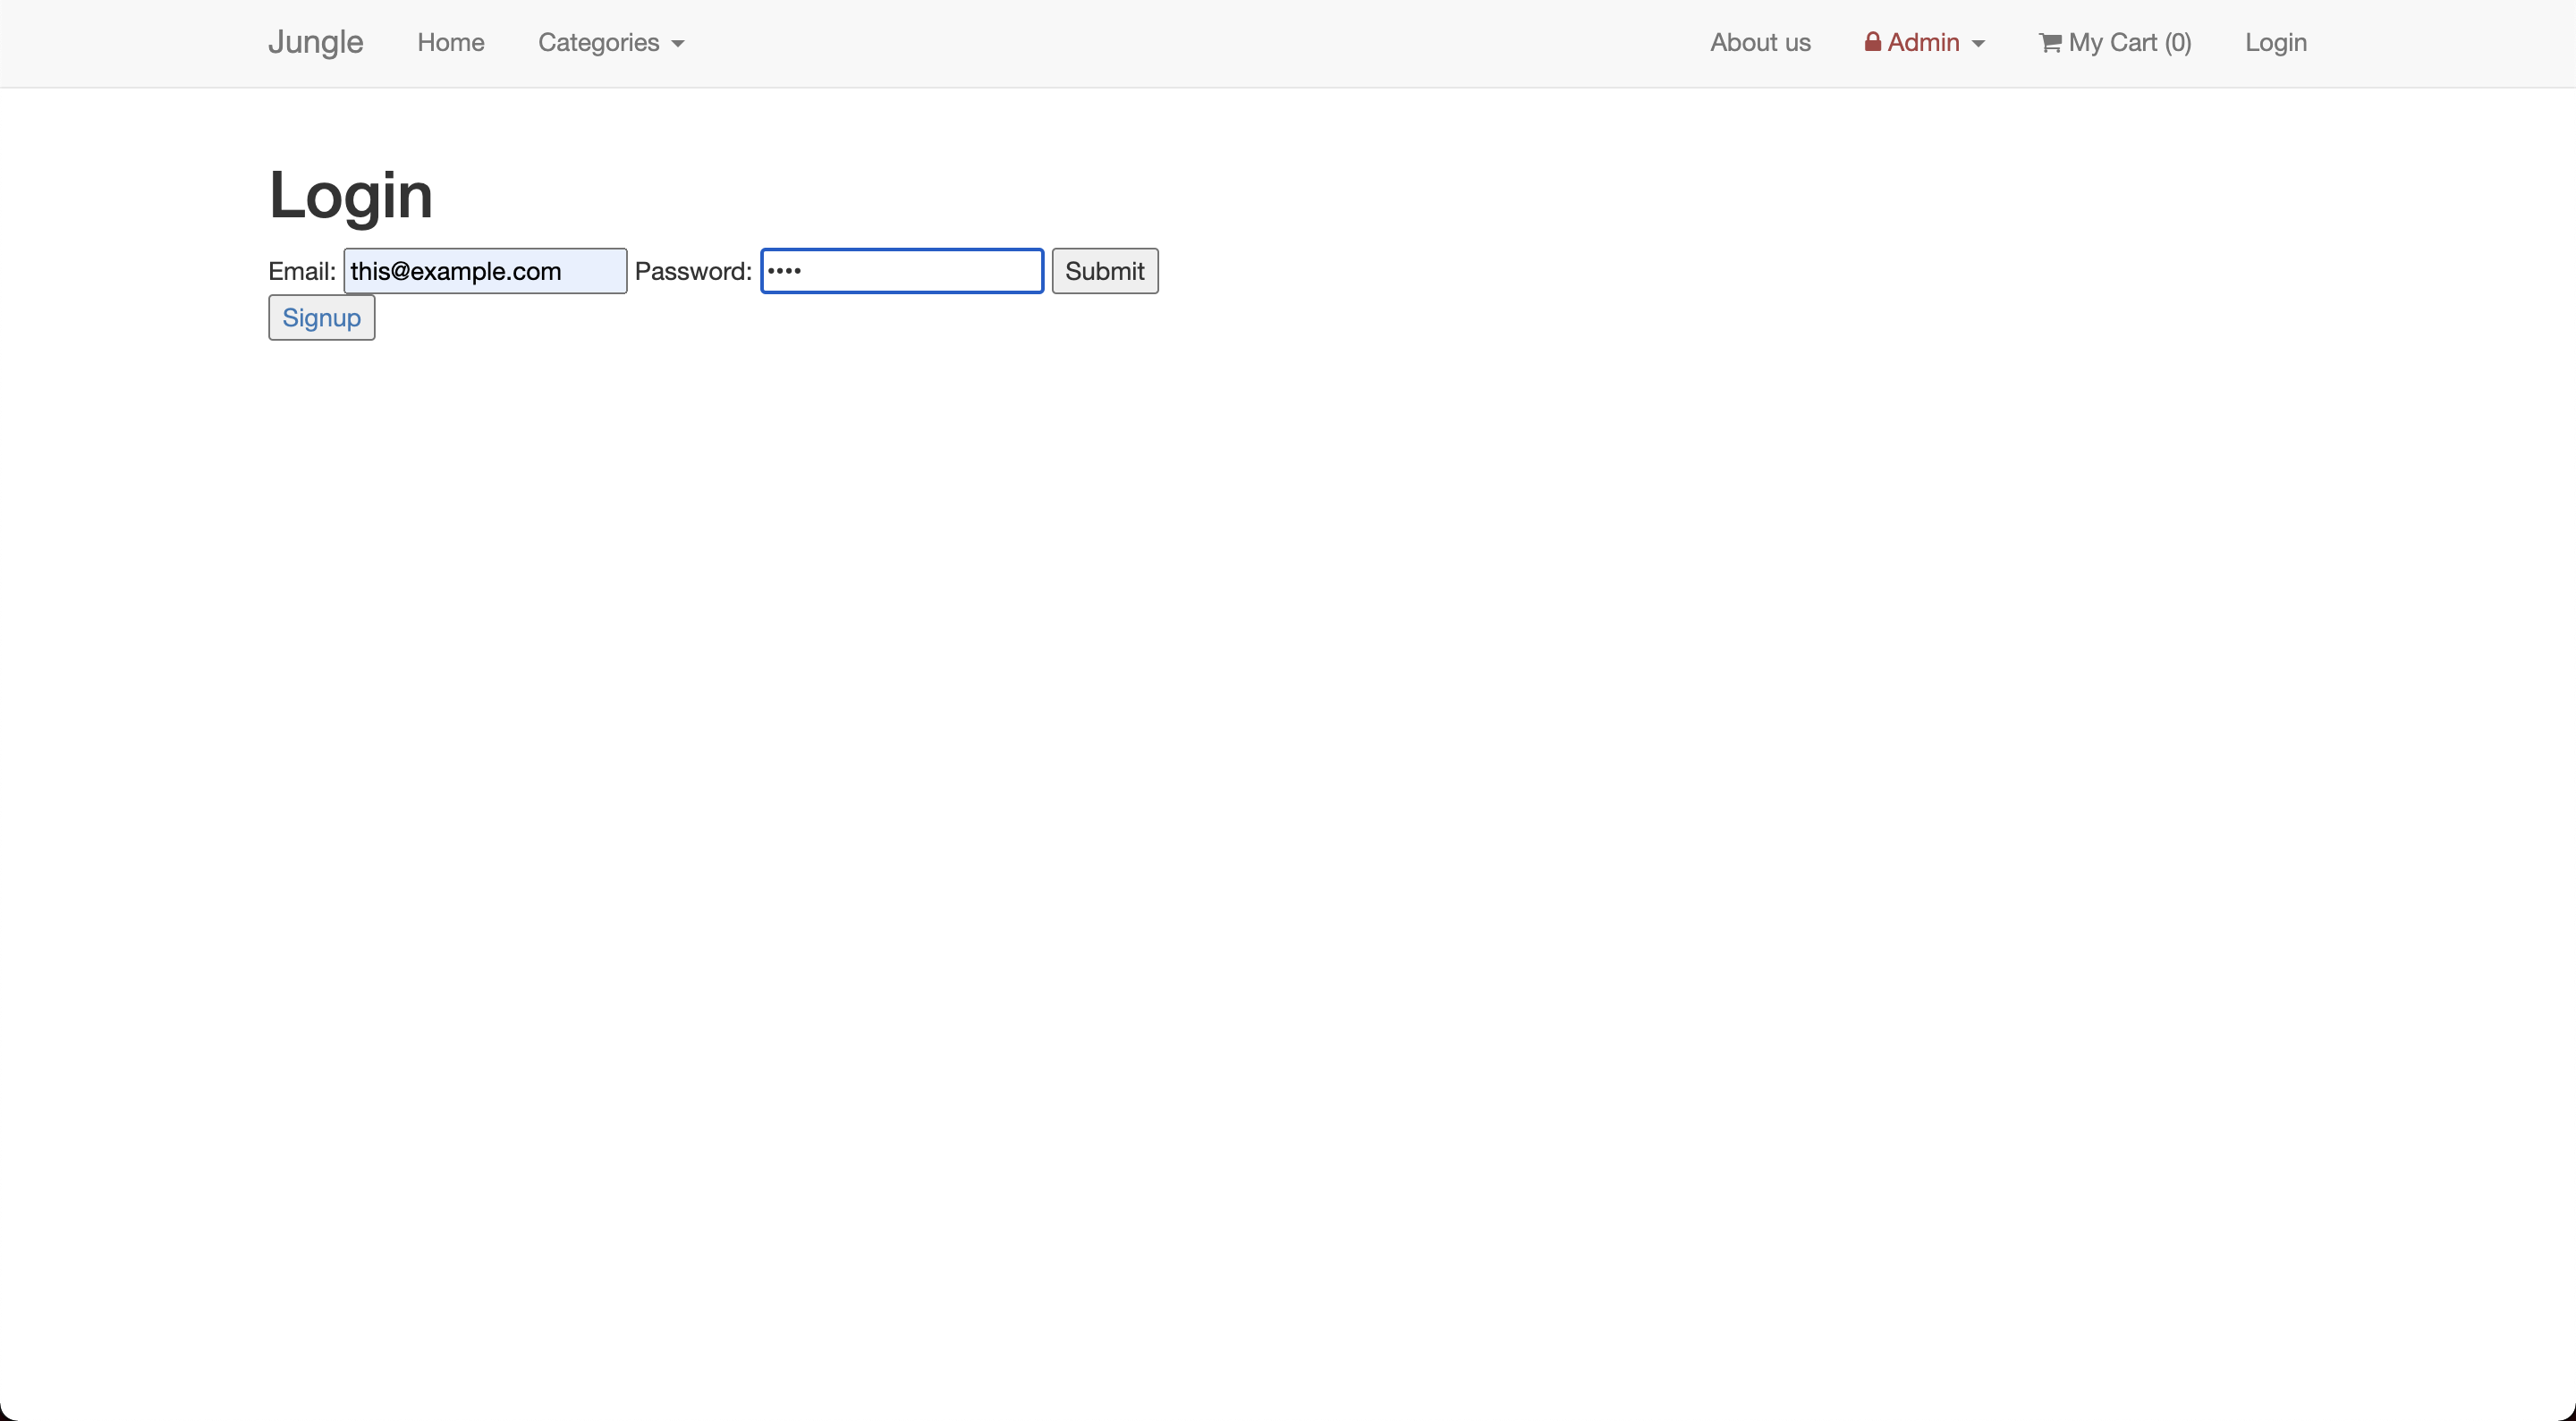 Jungle Home Categories About us Admin My Cart (0) Login
Login
Email: this@example.com Password: •••• Submit
Signup